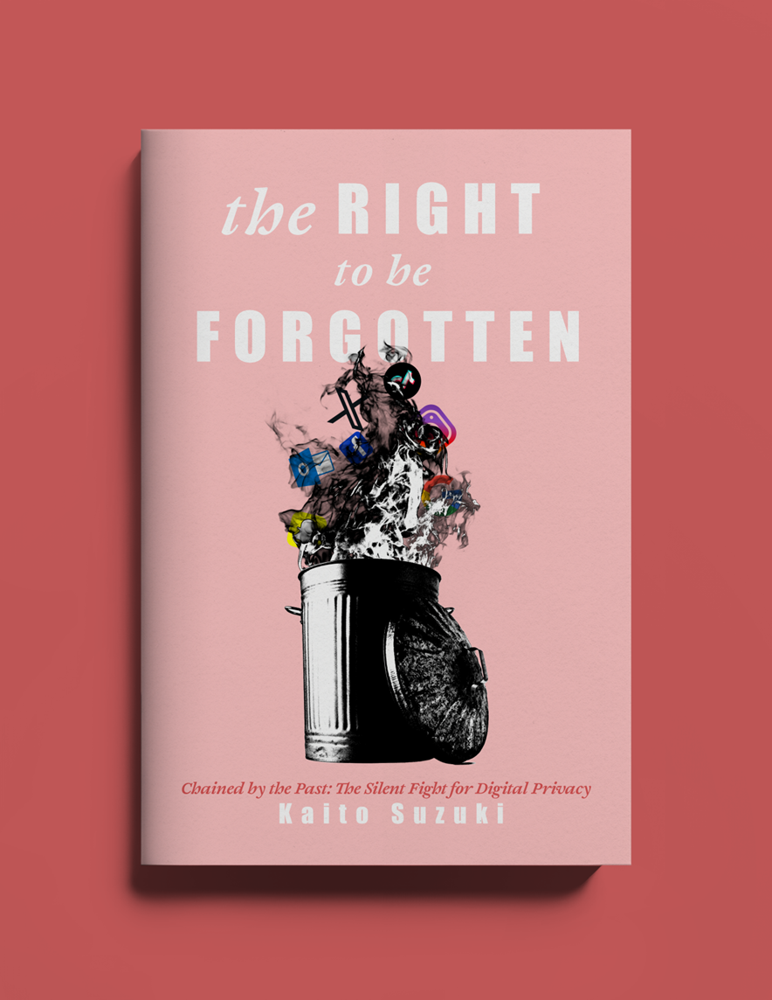 the RIGHT
to be
FORGOTTEN
Chained by the Past: The Silent Fight for Digital Privacy
Kaito Suzuki